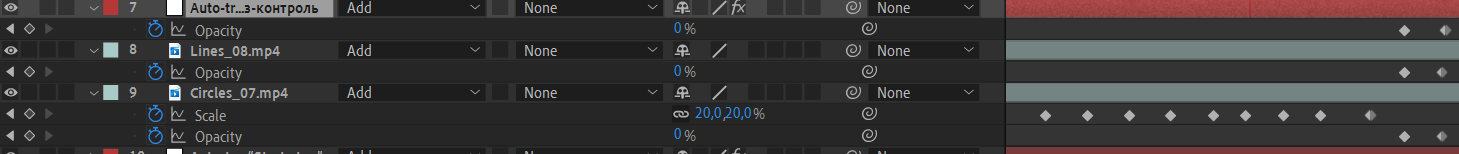 7 Auto-tr...з-контроль Add None None
Opacity 0 %
8 Lines_08.mp4 Add None None
Opacity 0 %
9 Circles_07.mp4 Add None None
Scale 20,0,20,0%
Opacity 0 %